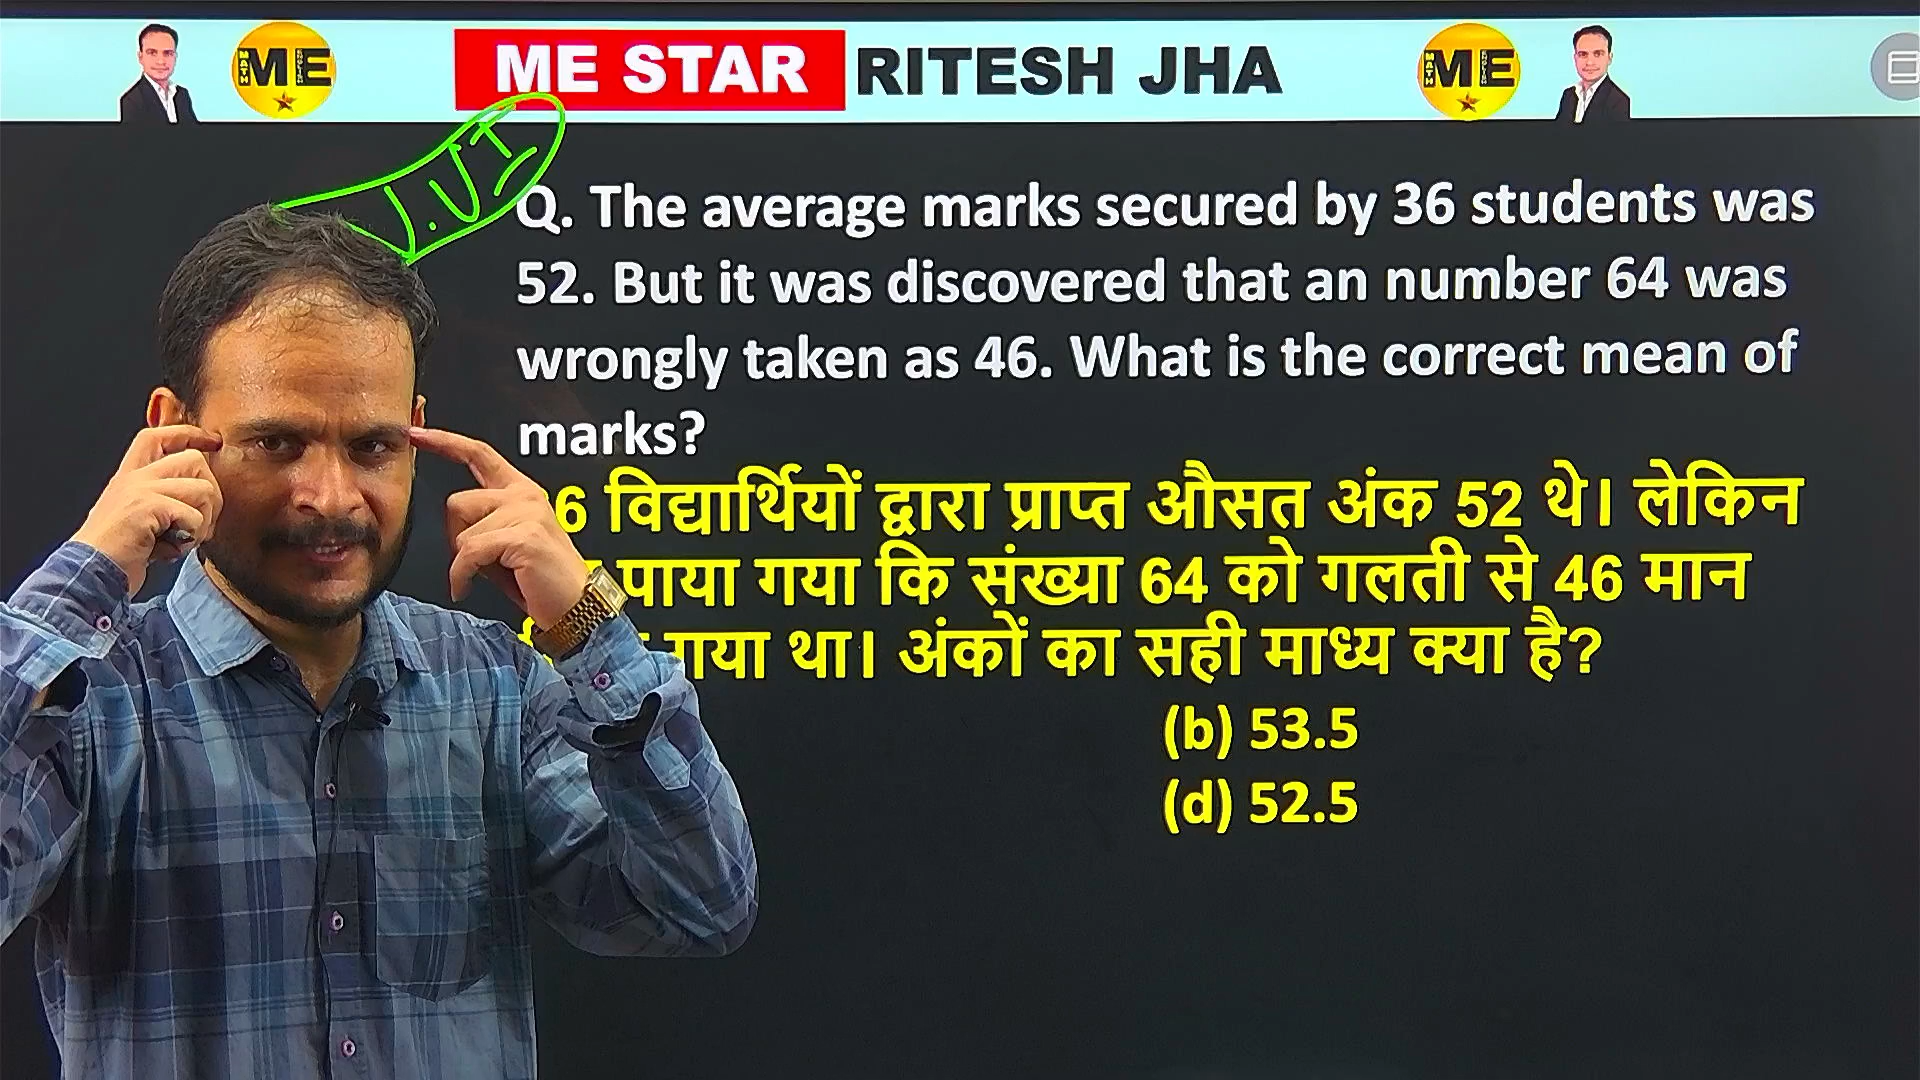 ME ME STAR RITESH JHA ME
Q. The average marks secured by 36 students was
52. But it was discovered that an number 64 was
wrongly taken as 46. What is the correct mean of
marks?
6 विद्यार्थियों द्वारा प्राप्त औसत अंक 52 थे। लेकिन
पाया गया कि संख्या 64 को गलती से 46 मान
गया था। अंकों का सही माध्य क्या है?
(b) 53.5
(d) 52.5